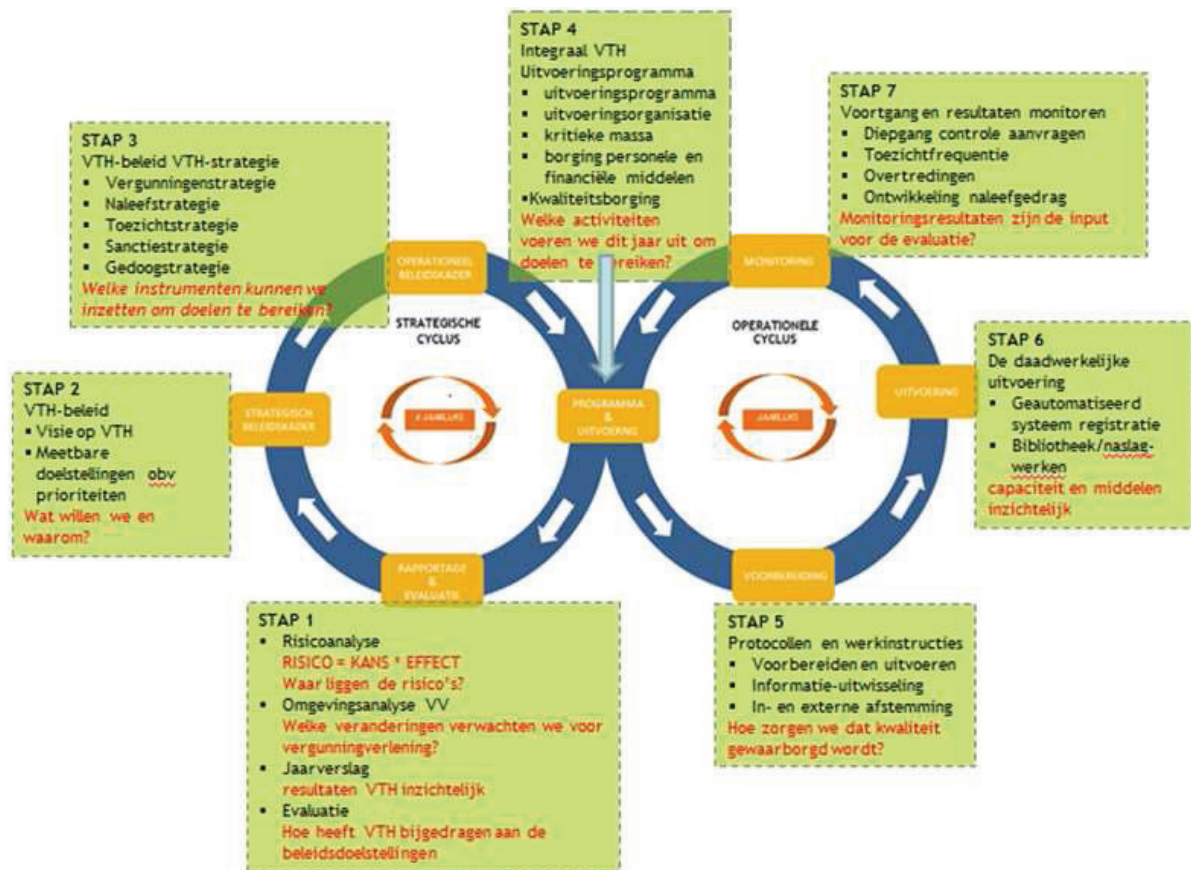 STAP 4
Integraal VTH
Uitvoeringsprogramma
▪ uitvoeringsprogramma
▪ uitvoeringsorganisatie
▪ kritieke massa
▪ borging personele en
financiële middelen
▪Kwaliteitsborging
Welke activiteiten
voeren we dit jaar uit om
doelen te bereiken?
STAP 7
Voortgang en resultaten monitoren
▪ Diepgang controle aanvragen
▪ Toezichtfrequentie
▪ Overtredingen
▪ Ontwikkeling naleefgedrag
Monitoringsresultaten zijn de input
voor de evaluatie?
STAP 3
VTH-beleid VTH-strategie
▪ Vergunningenstrategie
▪ Naleefstrategie
▪ Toezichtstrategie
▪ Sanctiestrategie
▪ Gedoogstrategie
Welke instrumenten kunnen we
inzetten om doelen te bereiken?
OPERATIONEEL
BELEIDSKADER
MONITORING
STRATEGISCHE
CYCLUS
OPERATIONELE
CYCLUS
STAP 2
VTH-beleid
▪ Visie op VTH
▪ Meetbare
doelstellingen obv
prioriteiten
Wat willen we en
waarom?
STRATEGISCH
BELEIDSKADER
4 JAARLIJKS
PROGRAMMA
&
UITVOERING
JAARLIJKS
UITVOERING
STAP 6
De daadwerkelijke
uitvoering
▪ Geautomatiseerd
systeem registratie
▪ Bibliotheek/naslag-
werken
capaciteit en middelen
inzichtelijk
RAPPORTAGE
&
EVALUATIE
VOORBEREIDING
STAP 1
▪ Risicoanalyse
RISICO = KANS * EFFECT
Waar liggen de risico's?
▪ Omgevingsanalyse VV
Welke veranderingen verwachten we voor
vergunningverlening?
▪ Jaarverslag
resultaten VTH inzichtelijk
▪ Evaluatie
Hoe heeft VTH bijgedragen aan de
beleidsdoelstellingen
STAP 5
Protocollen en werkinstructies
▪ Voorbereiden en uitvoeren
▪ Informatie-uitwisseling
▪ In- en externe afstemming
Hoe zorgen we dat kwaliteit
gewaarborgd wordt?